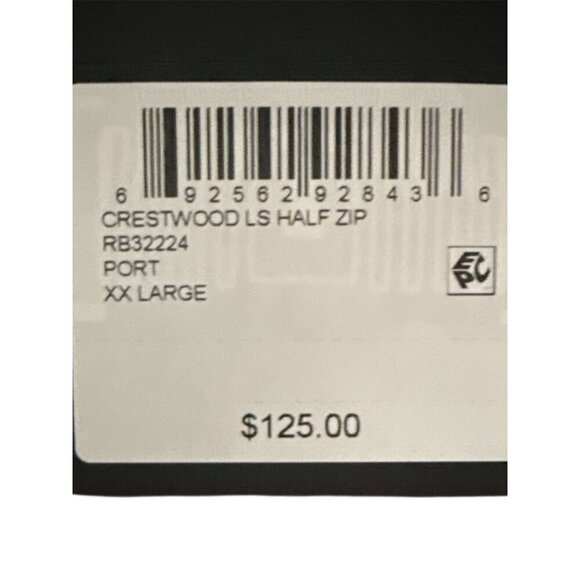 6 92562 92843 6
CRESTWOOD LS HALF ZIP
RB32224
PORT
XX LARGE
EPC
$125.00